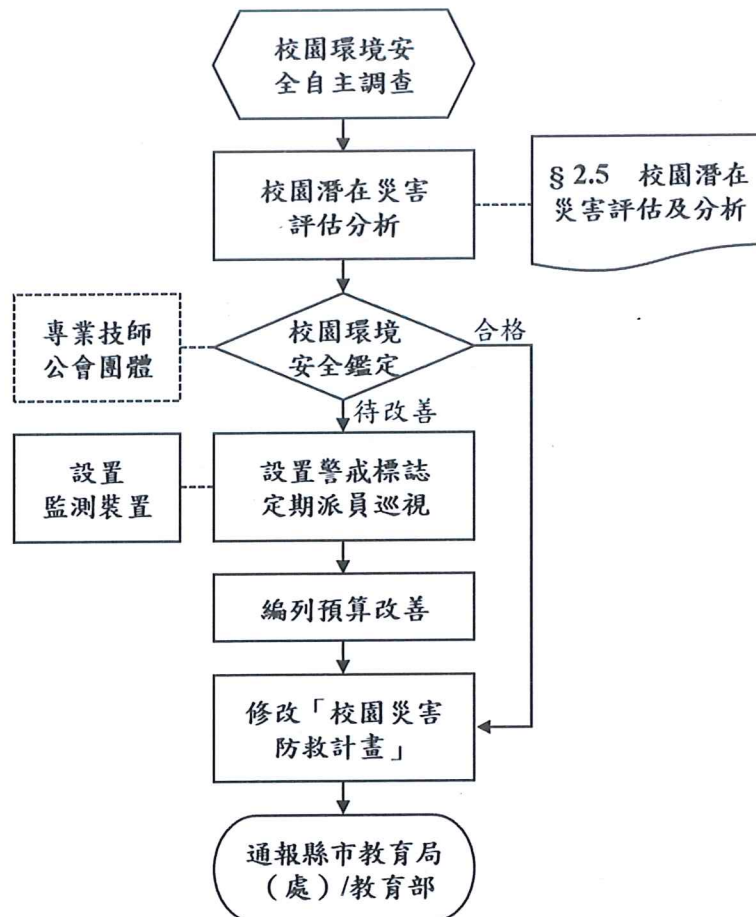 校園環境安
全自主調查
校園潛在災害
評估分析
§ 2.5 校園潛在
災害評估及分析
專業技師
公會團體
校園環境
安全鑑定
合格
待改善
設置
監測裝置
設置警戒標誌
定期派員巡視
編列預算改善
修改「校園災害
防救計畫」
通報縣市教育局
（處）/教育部